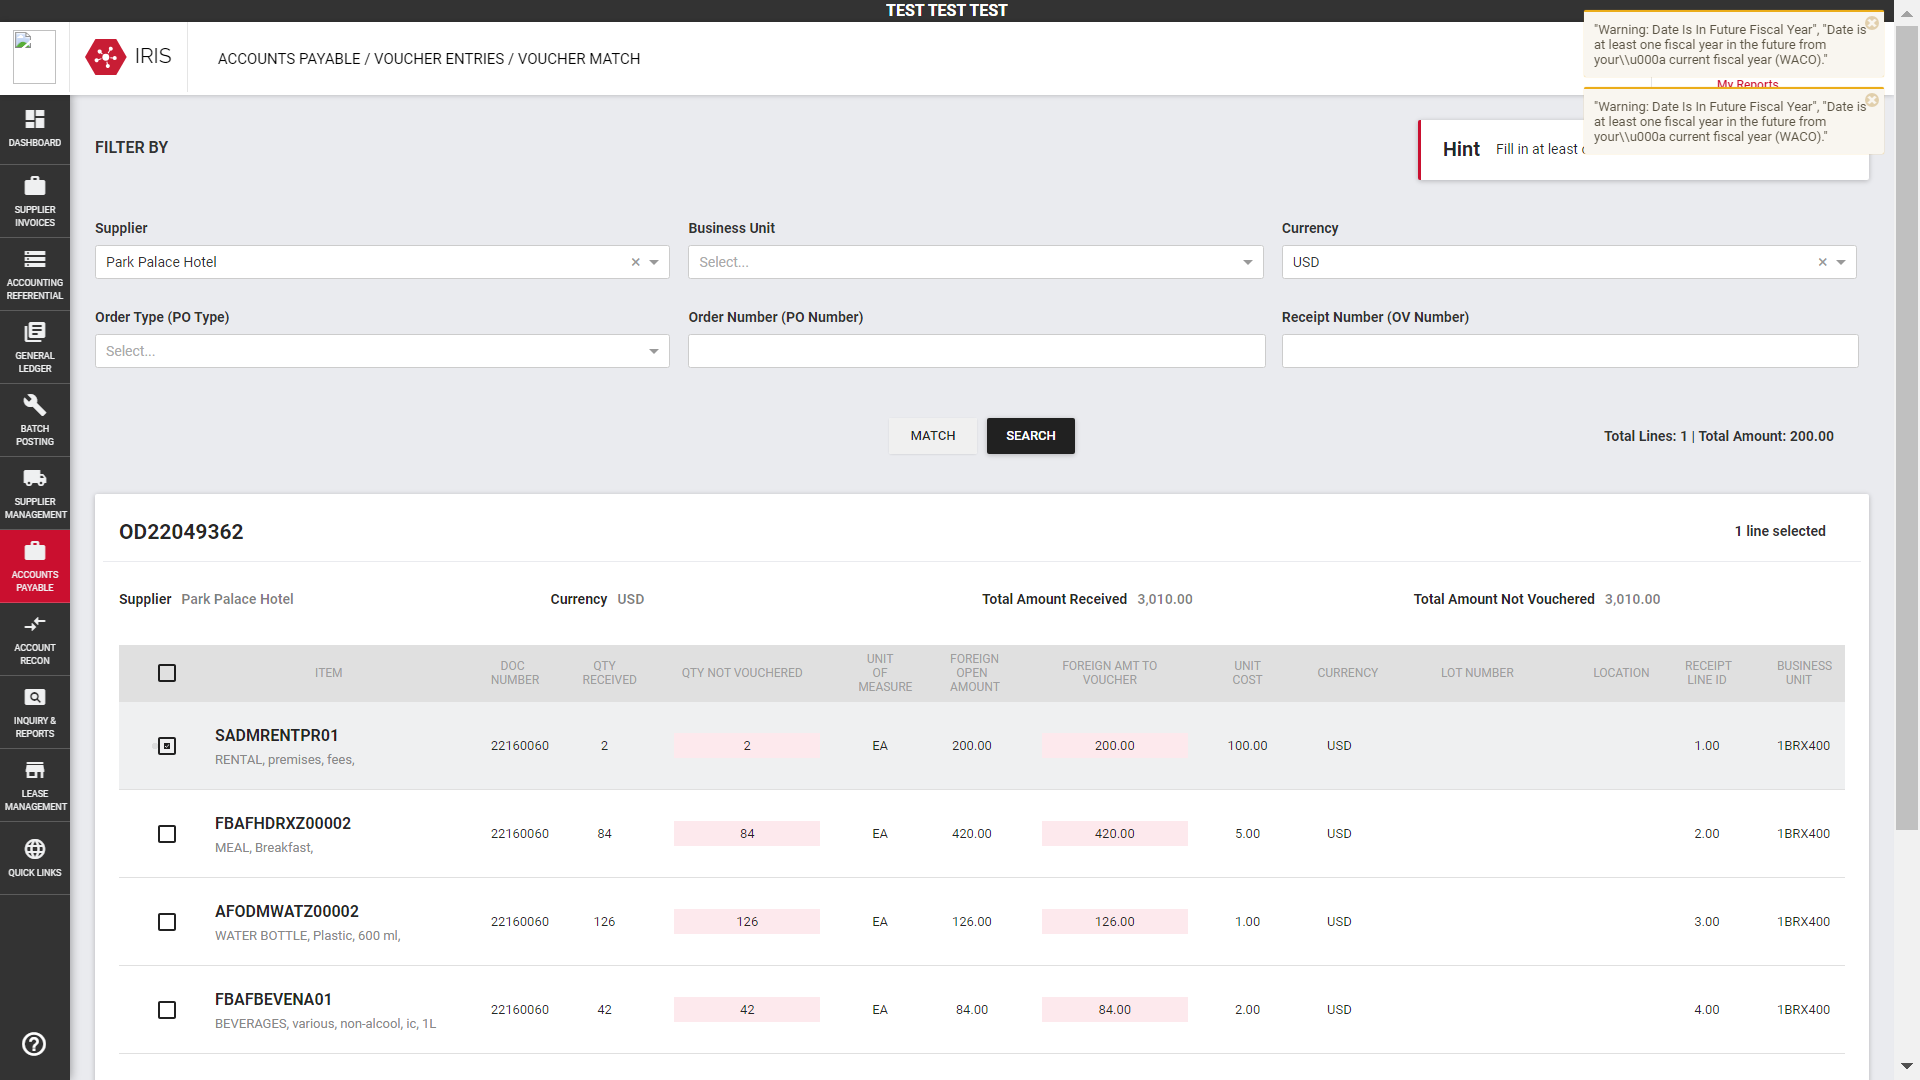 TEST TEST TEST
IRIS
ACCOUNTS PAYABLE / VOUCHER ENTRIES / VOUCHER MATCH
"Warning: Date Is In Future Fiscal Year", "Date is
at least one fiscal year in the future from
your\\u000a current fiscal year (WACO)."
My Reports
"Warning: Date Is In Future Fiscal Year", "Date is
at least one fiscal year in the future from
your\\u000a current fiscal year (WACO)."
DASHBOARD
SUPPLIER
INVOICES
ACCOUNTING
REFERENTIAL
GENERAL
LEDGER
BATCH
POSTING
SUPPLIER
MANAGEMENT
ACCOUNTS
PAYABLE
ACCOUNT
RECON
INQUIRY &
REPORTS
LEASE
MANAGEMENT
QUICK LINKS
FILTER BY
Hint Fill in at least
Supplier
Business Unit
Currency
Park Palace Hotel
Select...
USD
Order Type (PO Type)
Order Number (PO Number)
Receipt Number (OV Number)
Select...
MATCH
SEARCH
Total Lines: 1 | Total Amount: 200.00
OD22049362
1 line selected
Supplier Park Palace Hotel
Currency USD
Total Amount Received 3,010.00
Total Amount Not Vouchered 3,010.00
ITEM
DOC
NUMBER
QTY
RECEIVED
QTY NOT VOUCHERED
UNIT
OF
MEASURE
FOREIGN
OPEN
AMOUNT
FOREIGN AMT TO
VOUCHER
UNIT
COST
CURRENCY
LOT NUMBER
LOCATION
RECEIPT
LINE ID
BUSINESS
UNIT
SADMRENTPR01
RENTAL, premises, fees,
22160060 2 2 EA 200.00 200.00 100.00 USD 1.00 1BRX400
FBAFHDRXZ00002
MEAL, Breakfast,
22160060 84 84 EA 420.00 420.00 5.00 USD 2.00 1BRX400
AFODMWATZ00002
WATER BOTTLE, Plastic, 600 ml,
22160060 126 126 EA 126.00 126.00 1.00 USD 3.00 1BRX400
FBAFBEVENA01
BEVERAGES, various, non-alcool, ic, 1L
22160060 42 42 EA 84.00 84.00 2.00 USD 4.00 1BRX400